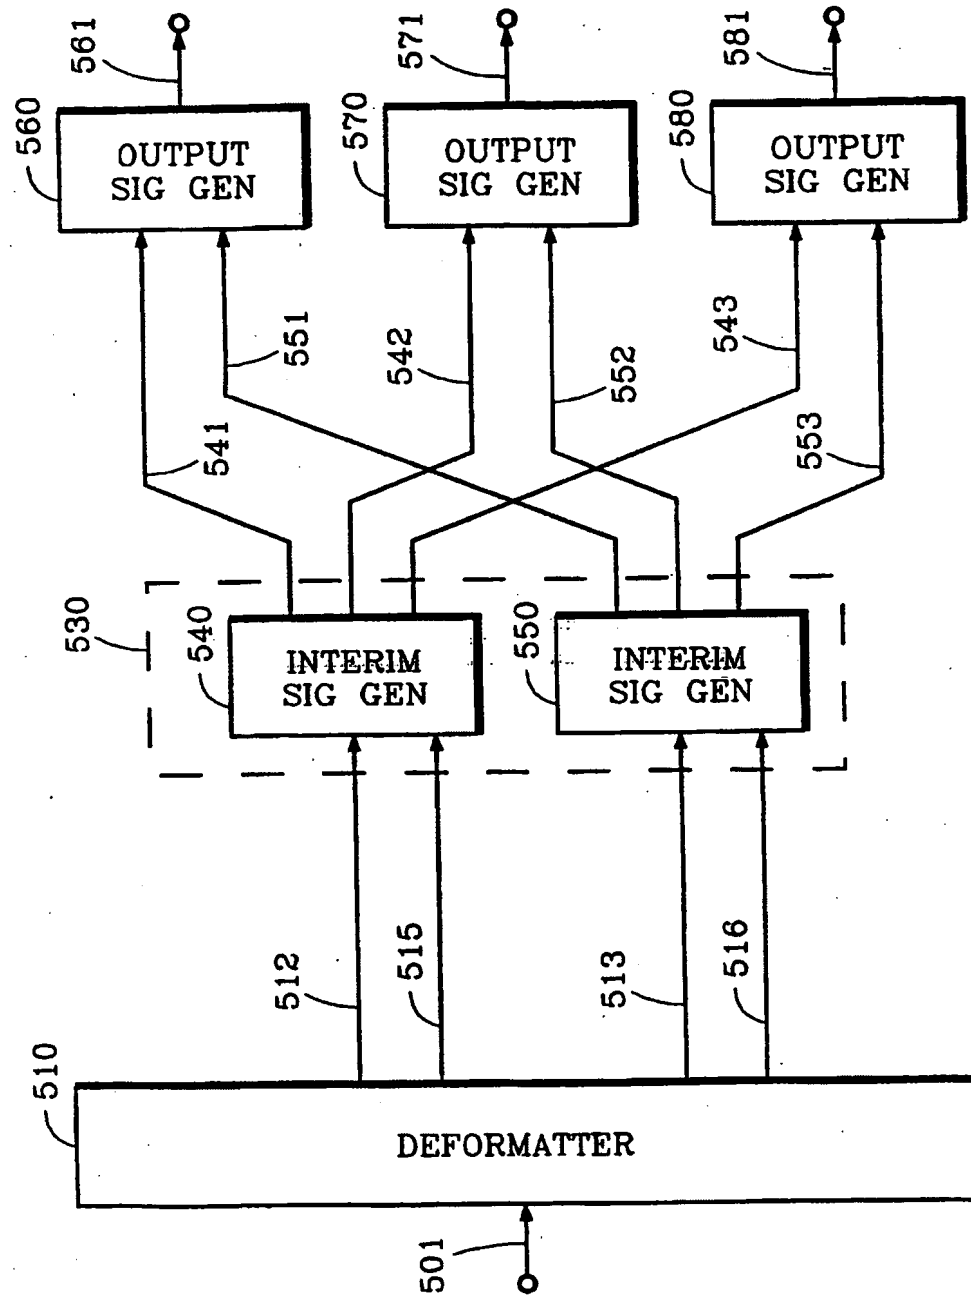 561
571
581
560
OUTPUT
SIG GEN
570
OUTPUT
SIG GEN
580
OUTPUT
SIG GEN
541
551
542
552
543
553
530
540
INTERIM
SIG GEN
550
INTERIM
SIG GEN
512
515
513
516
510
DEFORMATTER
501